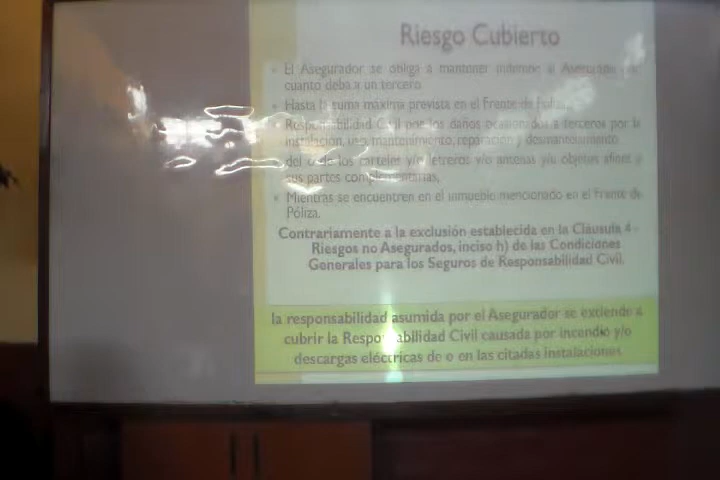 Riesgo Cubierto
• El Asegurador se obliga a mantener indemne al Asegurado por
cuanto deba a un tercero
• Hasta la suma máxima prevista en el Frente de Póliza,
• Responsabilidad Civil por los daños ocasionados a terceros por la
instalación, uso, mantenimiento, reparación y desmantelamiento
• del o de los carteles y/o letreros y/o antenas y/u objetos afines y
sus partes complementarias,
• Mientras se encuentren en el inmueble mencionado en el Frente de
Póliza.
Contrariamente a la exclusión establecida en la Cláusula 4 -
Riesgos no Asegurados, inciso h) de las Condiciones
Generales para los Seguros de Responsabilidad Civil,
la responsabilidad asumida por el Asegurador se extiende a
cubrir la Responsabilidad Civil causada por incendio y/o
descargas eléctricas de o en las citadas instalaciones